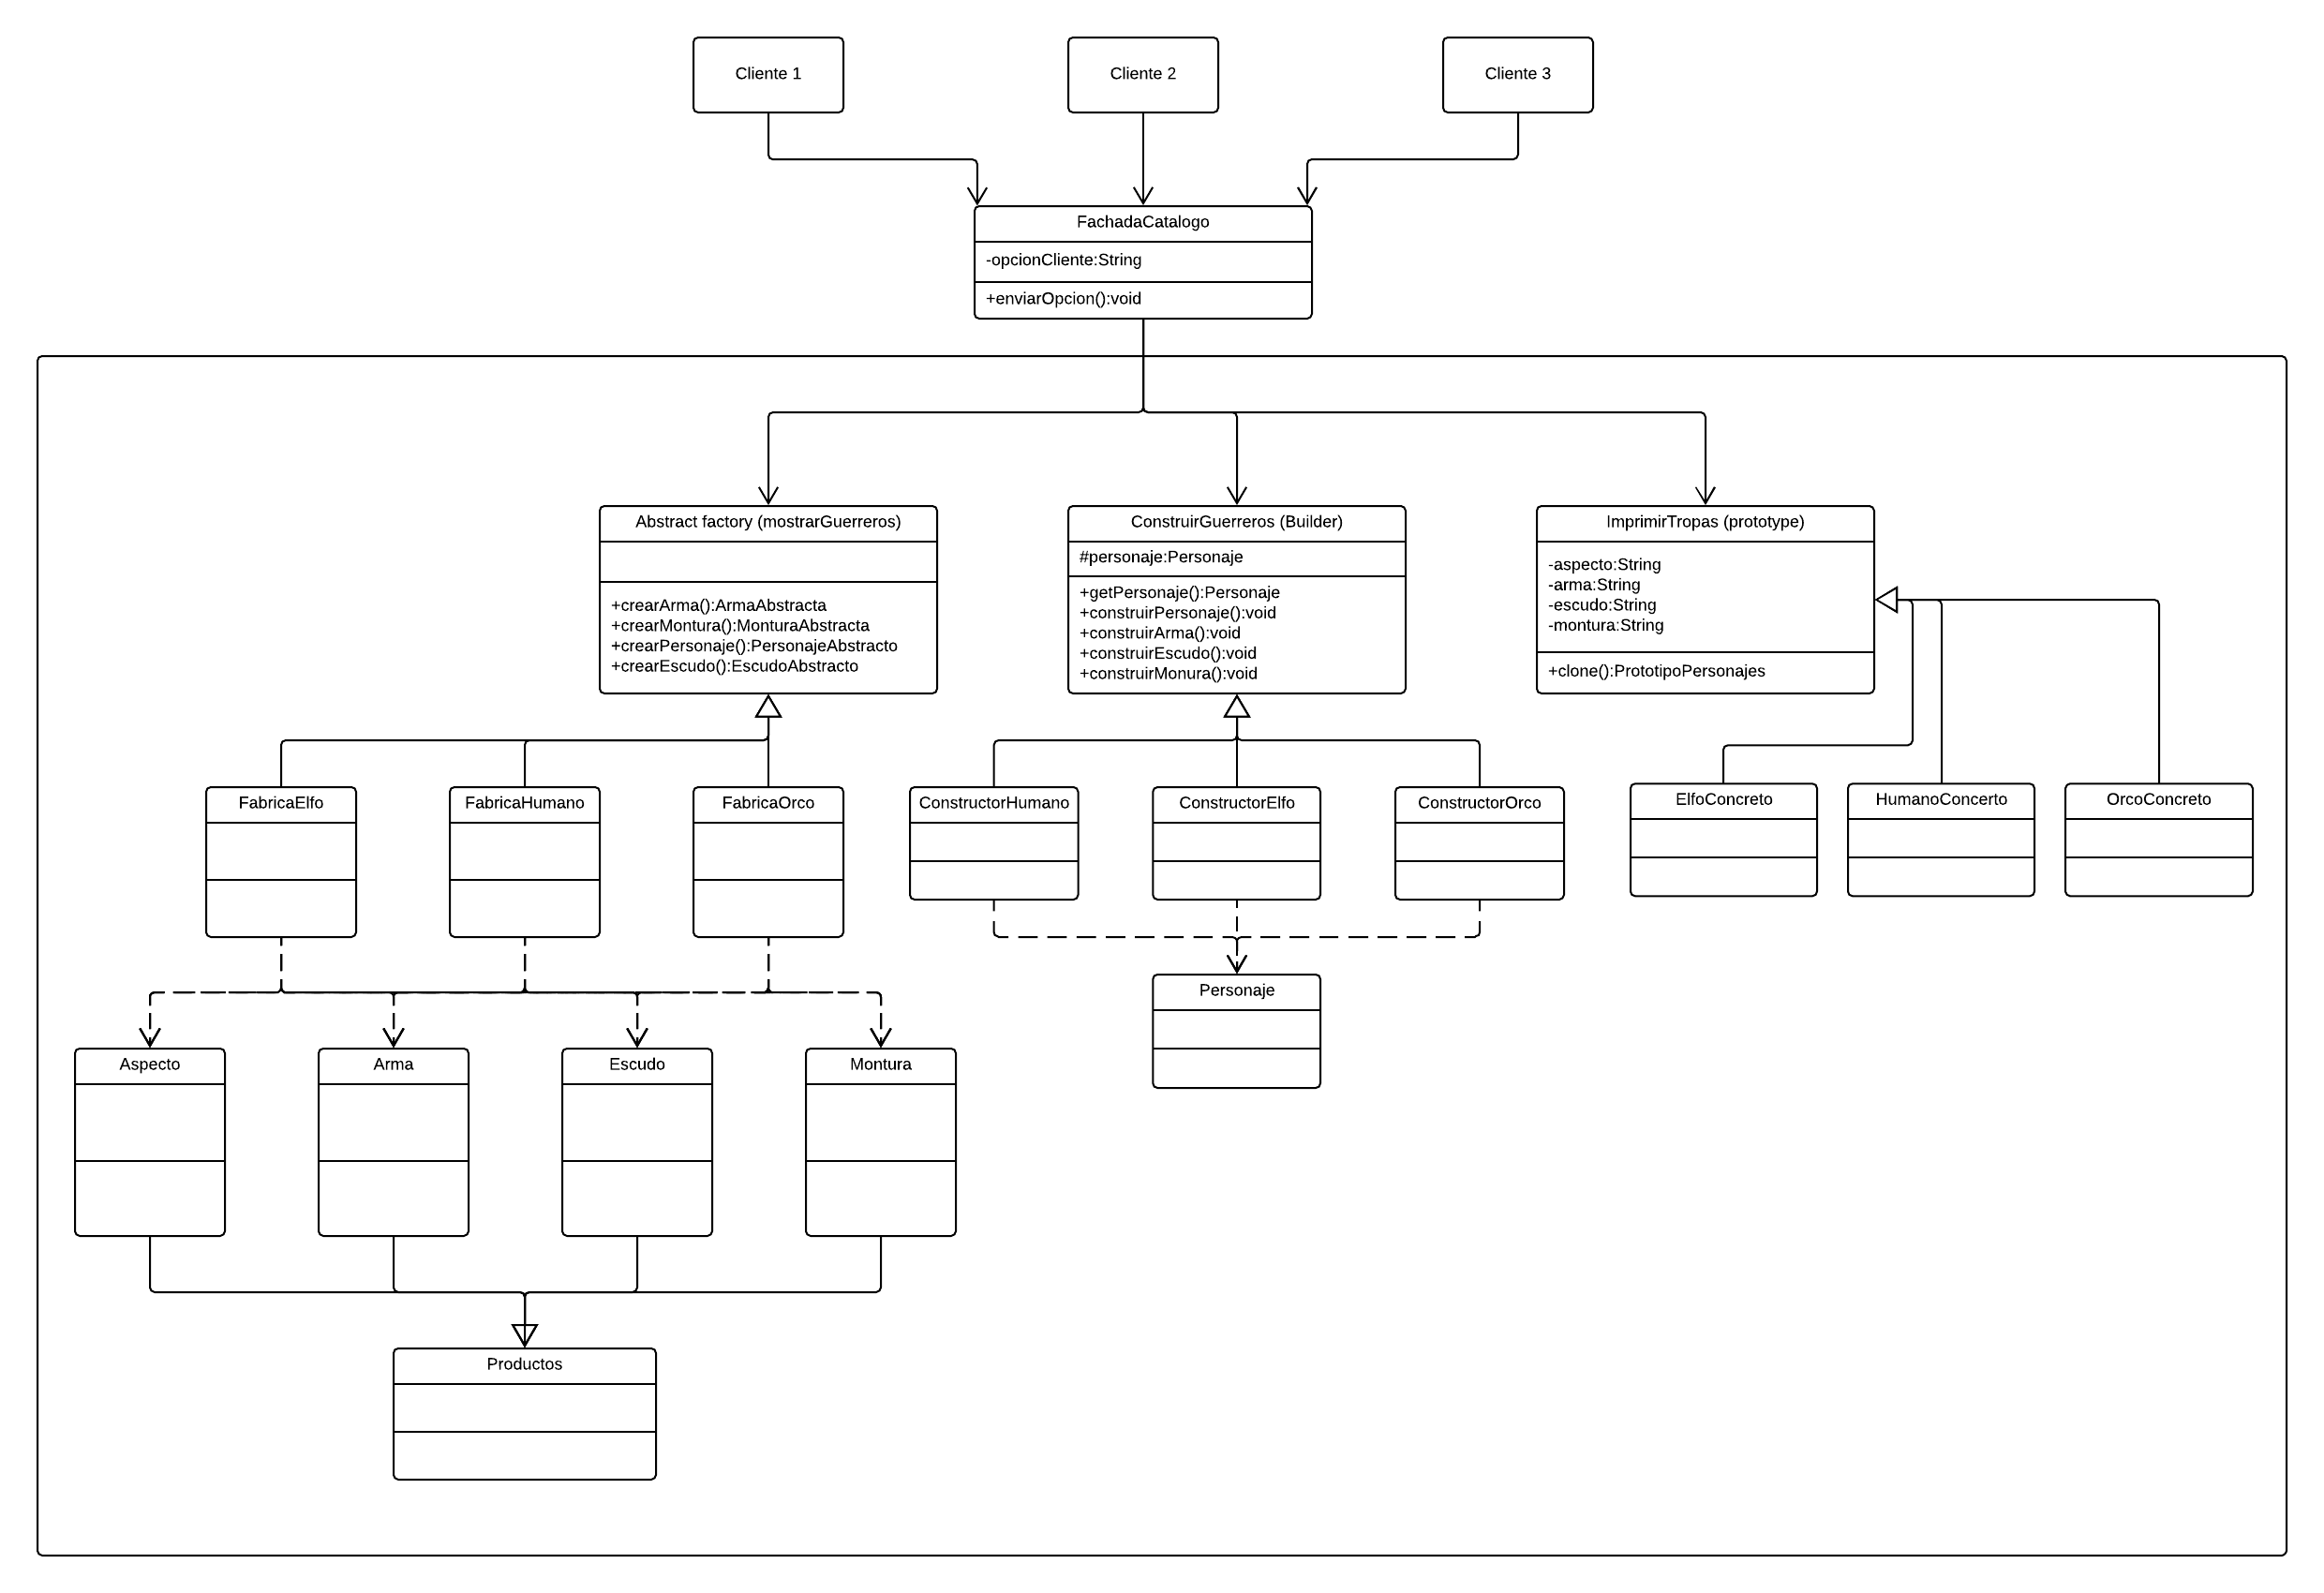 Cliente 1
Cliente 2
Cliente 3
FachadaCatalogo
-opcionCliente:String
+enviarOpcion():void
Abstract factory (mostrarGuerreros)
+crearArma():ArmaAbstracta
+crearMontura():MonturaAbstracta
+crearPersonaje():PersonajeAbstracto
+crearEscudo():EscudoAbstracto
ConstruirGuerreros (Builder)
#personaje:Personaje
+getPersonaje():Personaje
+construirPersonaje():void
+construirArma():void
+construirEscudo():void
+construirMonura():void
ImprimirTropas (prototype)
-aspecto:String
-arma:String
-escudo:String
-montura:String
+clone():PrototipoPersonajes
FabricaElfo
FabricaHumano
FabricaOrco
ConstructorHumano
ConstructorElfo
ConstructorOrco
ElfoConcreto
HumanoConcerto
OrcoConcreto
Personaje
Aspecto
Arma
Escudo
Montura
Productos